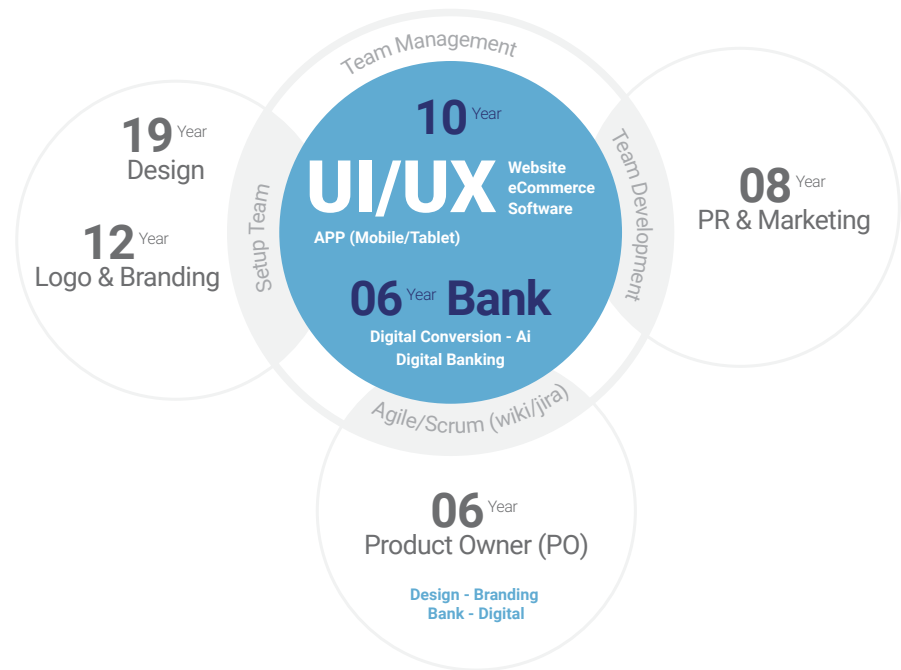 Team Management
10 Year
UI/UX
Website
eCommerce
Software
APP (Mobile/Tablet)
06 Year Bank
Digital Conversion - Ai
Digital Banking
Setup Team
Team Development
Agile/Scrum (wiki/jira)
19 Year
Design
12 Year
Logo & Branding
08 Year
PR & Marketing
06 Year
Product Owner (PO)
Design - Branding
Bank - Digital